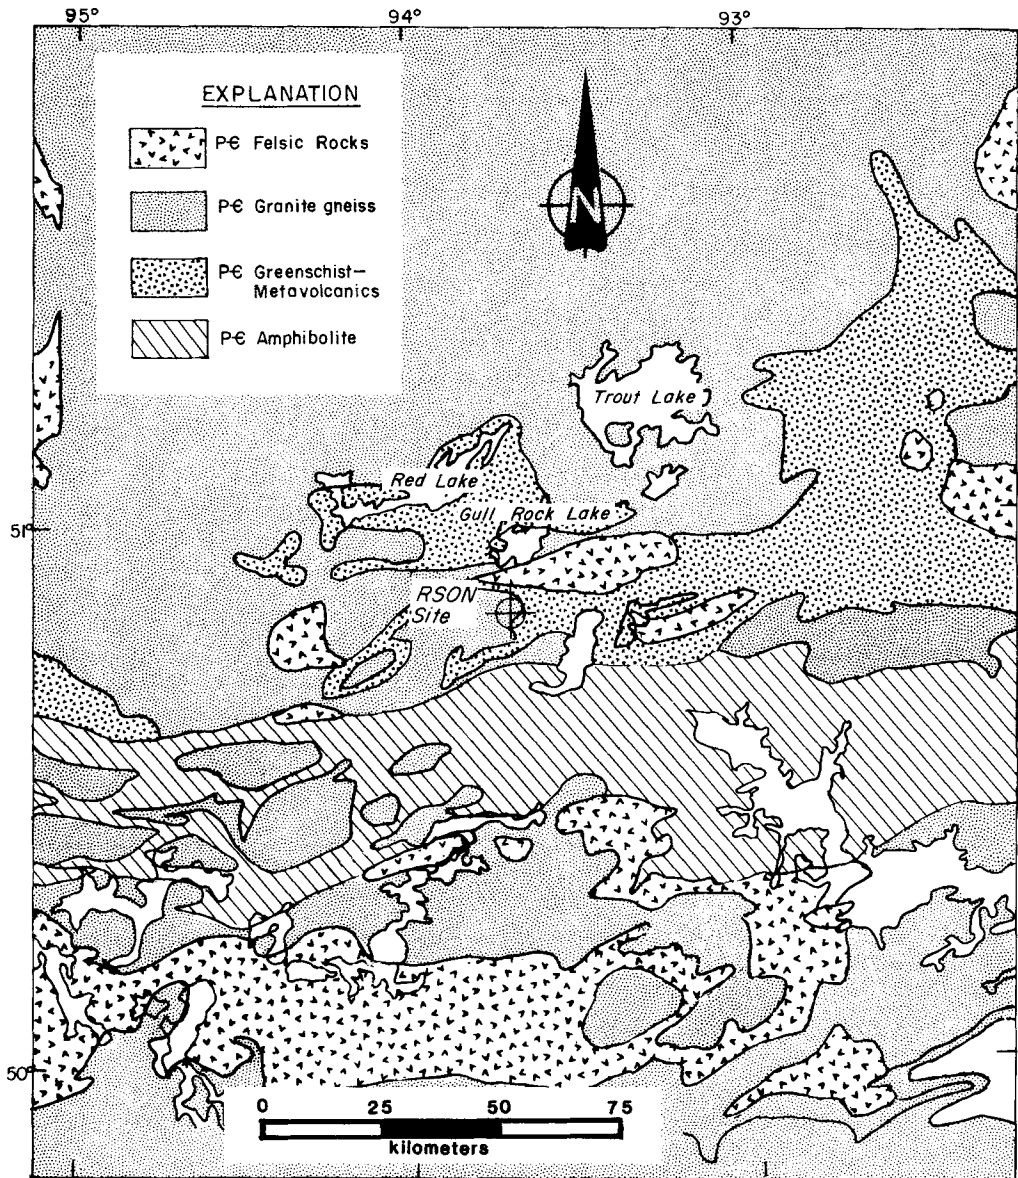 95° 94° 93°
EXPLANATION
P-Є Felsic Rocks
P-Є Granite gneiss
P-Є Greenschist—
Metavolcanics
P-Є Amphibolite
N
Trout Lake
Red Lake
Gull Rock Lake
51°
RSON
Site
50°
0 25 50 75
kilometers